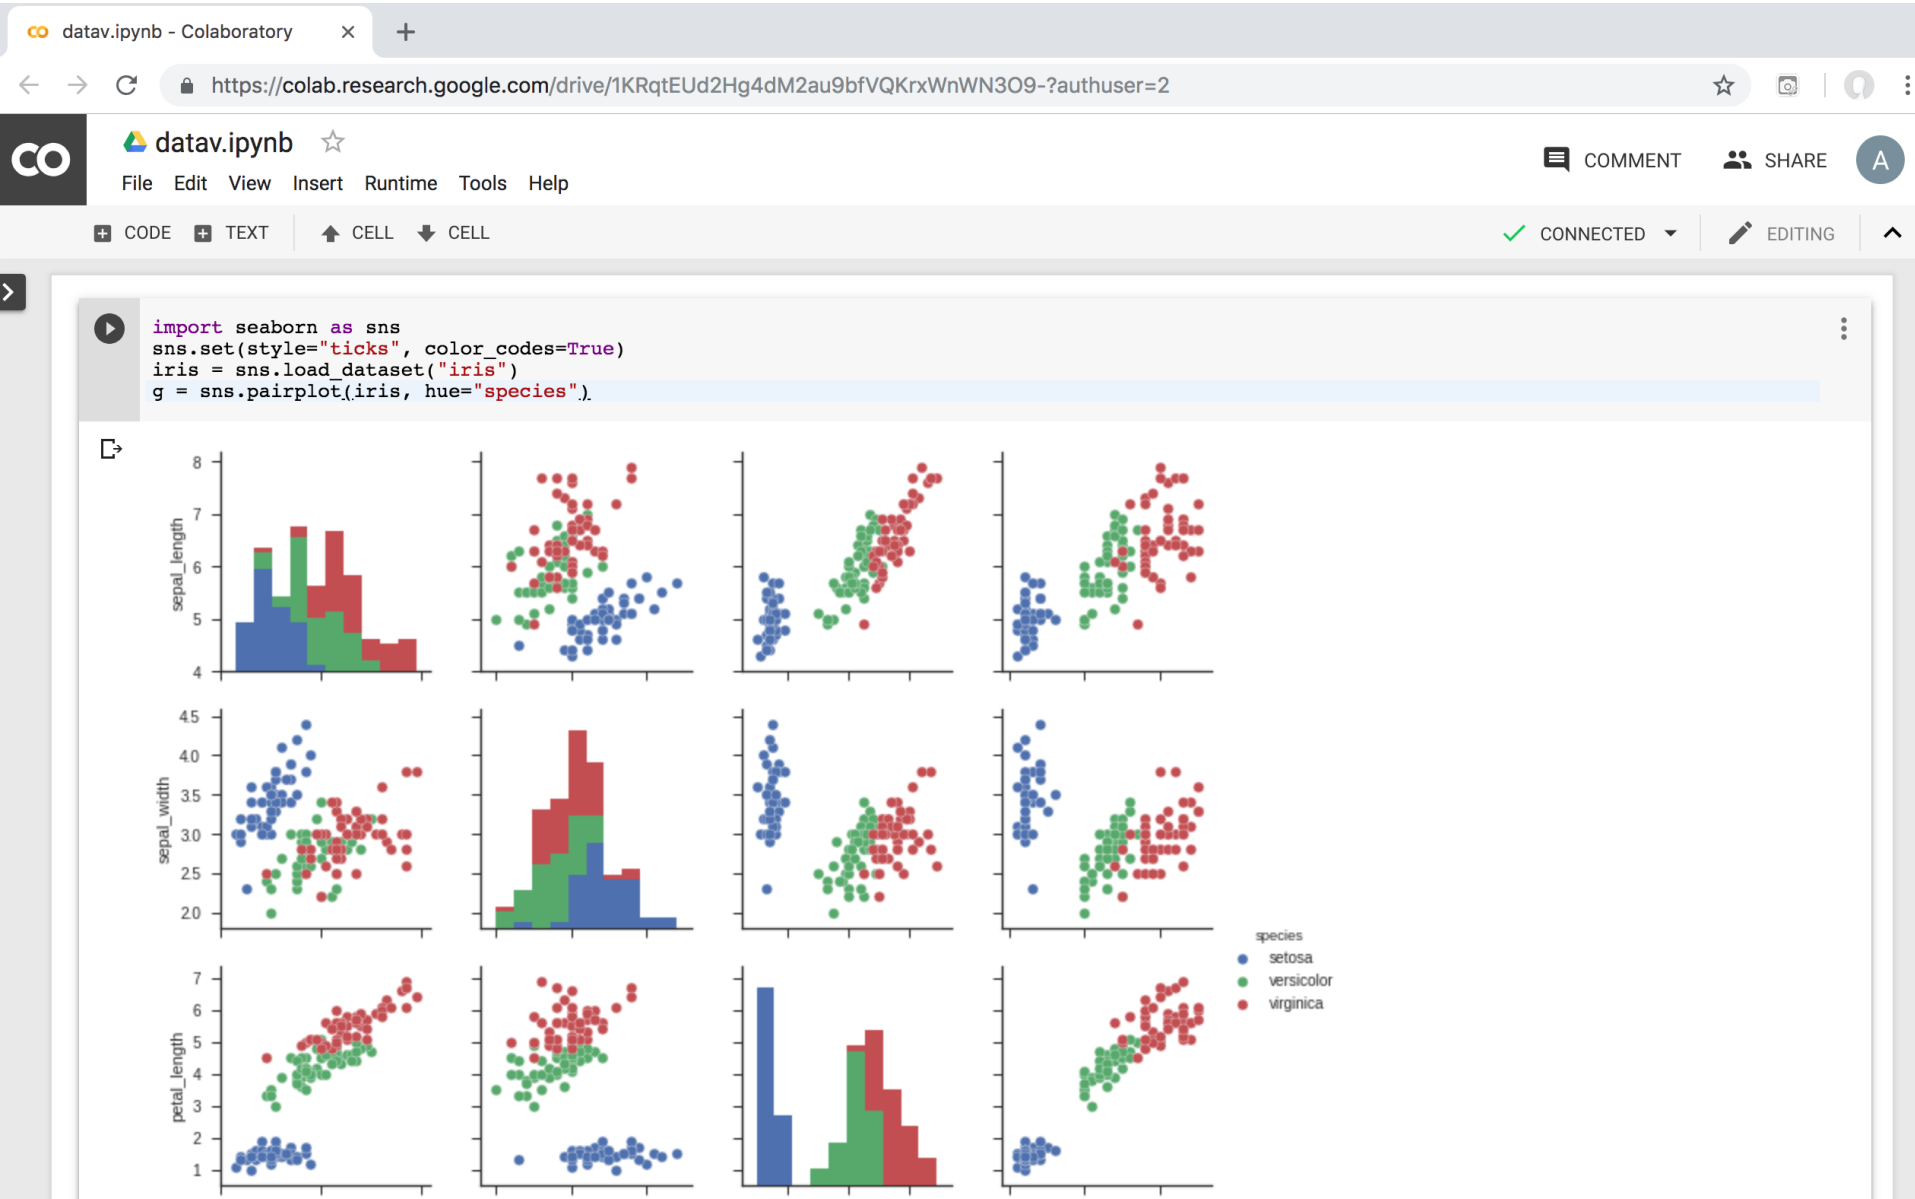 datav.ipynb - Colaboratory
https://colab.research.google.com/drive/1KRqtEUd2Hg4dM2au9bfVQKrxWnWN3O9-?authuser=2
CO
datav.ipynb
COMMENT SHARE A
File Edit View Insert Runtime Tools Help
CODE TEXT CELL CELL CONNECTED EDITING
import seaborn as sns
sns.set(style="ticks", color_codes=True)
iris = sns.load_dataset("iris")
g = sns.pairplot(iris, hue="species")
8
7
6
5
4
sepal_length
4.5
4.0
3.5
3.0
2.5
2.0
sepal_width
species
setosa
versicolor
virginica
7
6
5
4
3
2
1
petal_length